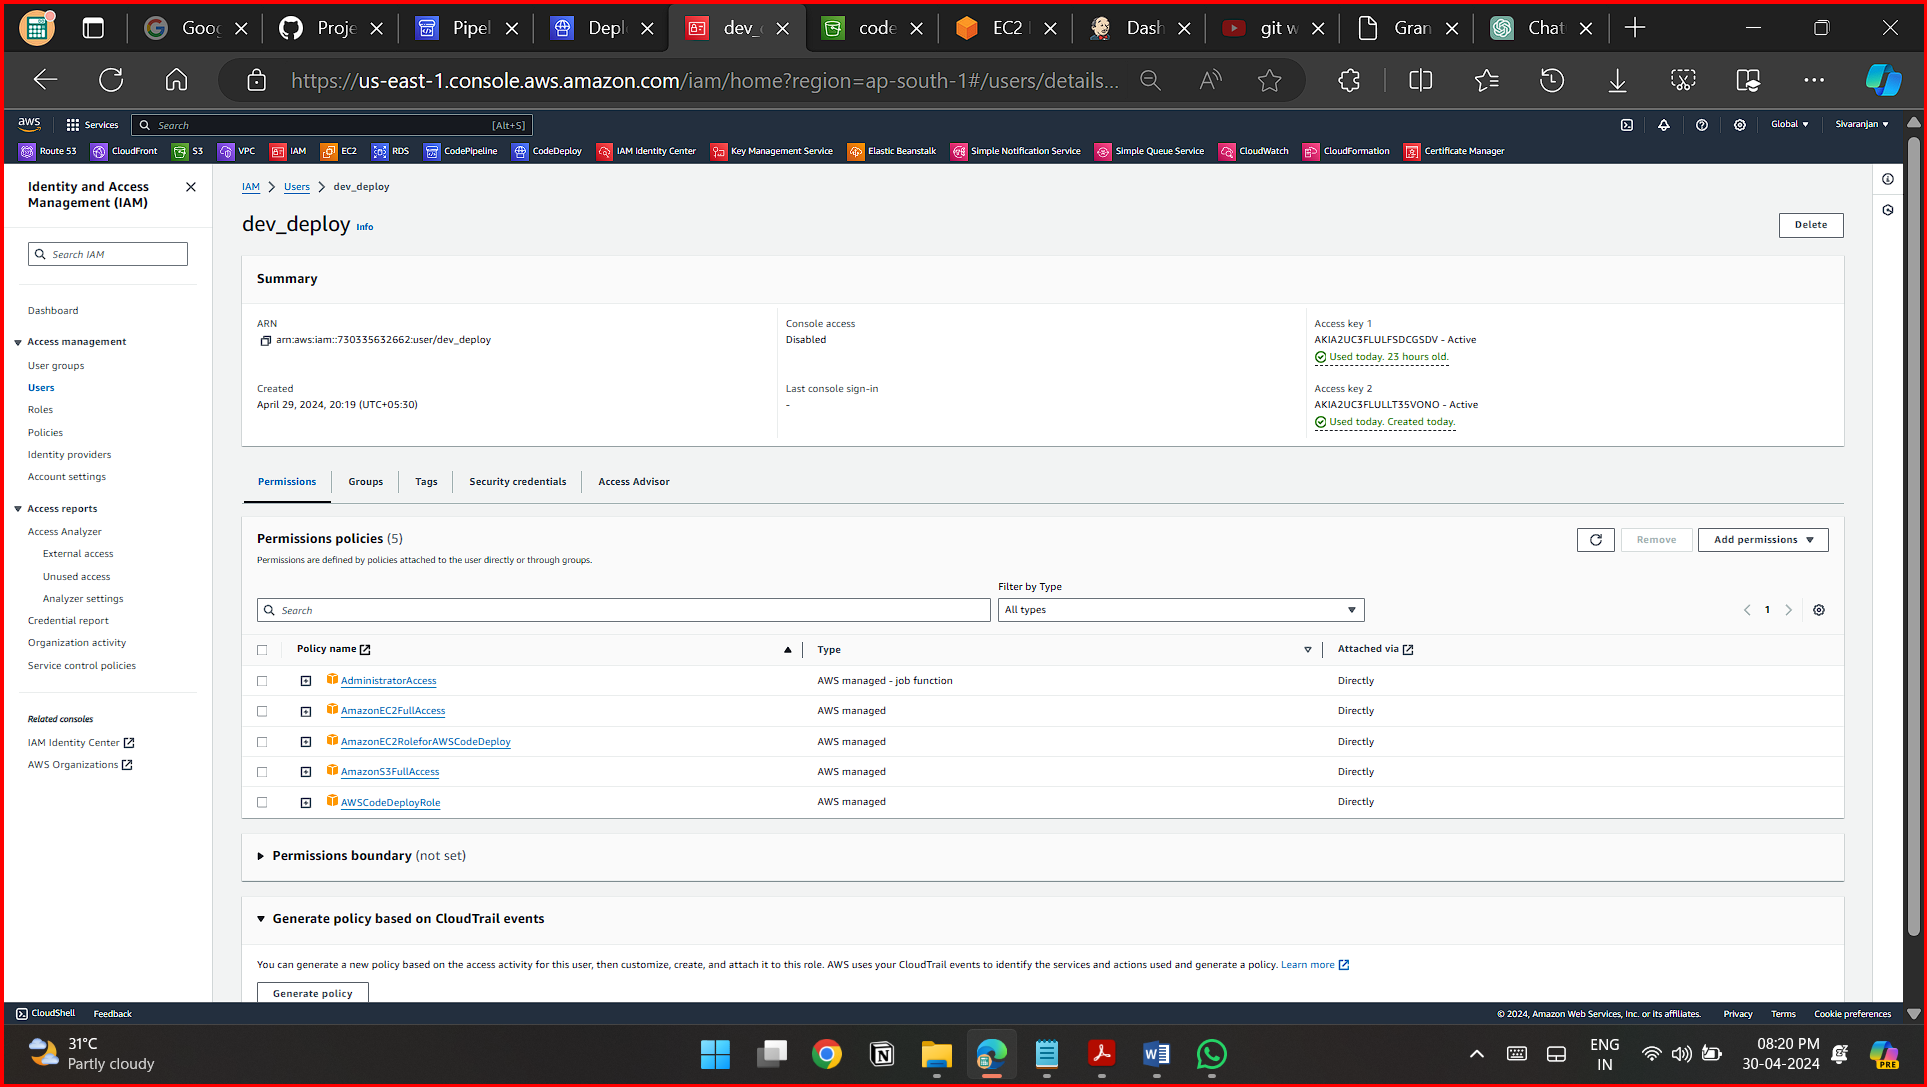 Goog
Proje
Pipel
Deplo
dev_
code
EC2
Dash
git w
Gran
Chat
https://us-east-1.console.aws.amazon.com/iam/home?region=ap-south-1#/users/details...
aws
Services
Search [Alt+S]
Global
Sivaranjan
Route 53 CloudFront S3 VPC IAM EC2 RDS CodePipeline CodeDeploy IAM Identity Center Key Management Service Elastic Beanstalk Simple Notification Service Simple Queue Service CloudWatch CloudFormation Certificate Manager
Identity and Access
Management (IAM)
Search IAM
Dashboard
Access management
User groups
Users
Roles
Policies
Identity providers
Account settings
Access reports
Access Analyzer
External access
Unused access
Analyzer settings
Credential report
Organization activity
Service control policies
Related consoles
IAM Identity Center
AWS Organizations
IAM > Users > dev_deploy
dev_deploy Info
Delete
Summary
ARN
arn:aws:iam::730335632662:user/dev_deploy
Created
April 29, 2024, 20:19 (UTC+05:30)
Console access
Disabled
Last console sign-in
-
Access key 1
AKIA2UC3FLULFSDCGSDV - Active
Used today. 23 hours old.
Access key 2
AKIA2UC3FLULLT35VONO - Active
Used today. Created today.
Permissions Groups Tags Security credentials Access Advisor
Permissions policies (5)
Permissions are defined by policies attached to the user directly or through groups.
Remove
Add permissions
Filter by Type
Search
All types
1
Policy name Type Attached via
AdministratorAccess AWS managed - job function Directly
AmazonEC2FullAccess AWS managed Directly
AmazonEC2RoleforAWSCodeDeploy AWS managed Directly
AmazonS3FullAccess AWS managed Directly
AWSCodeDeployRole AWS managed Directly
Permissions boundary (not set)
Generate policy based on CloudTrail events
You can generate a new policy based on the access activity for this user, then customize, create, and attach it to this role. AWS uses your CloudTrail events to identify the services and actions used and generate a policy. Learn more
Generate policy
CloudShell Feedback
© 2024, Amazon Web Services, Inc. or its affiliates. Privacy Terms Cookie preferences
31°C
Partly cloudy
ENG
IN
08:20 PM
30-04-2024
PRE